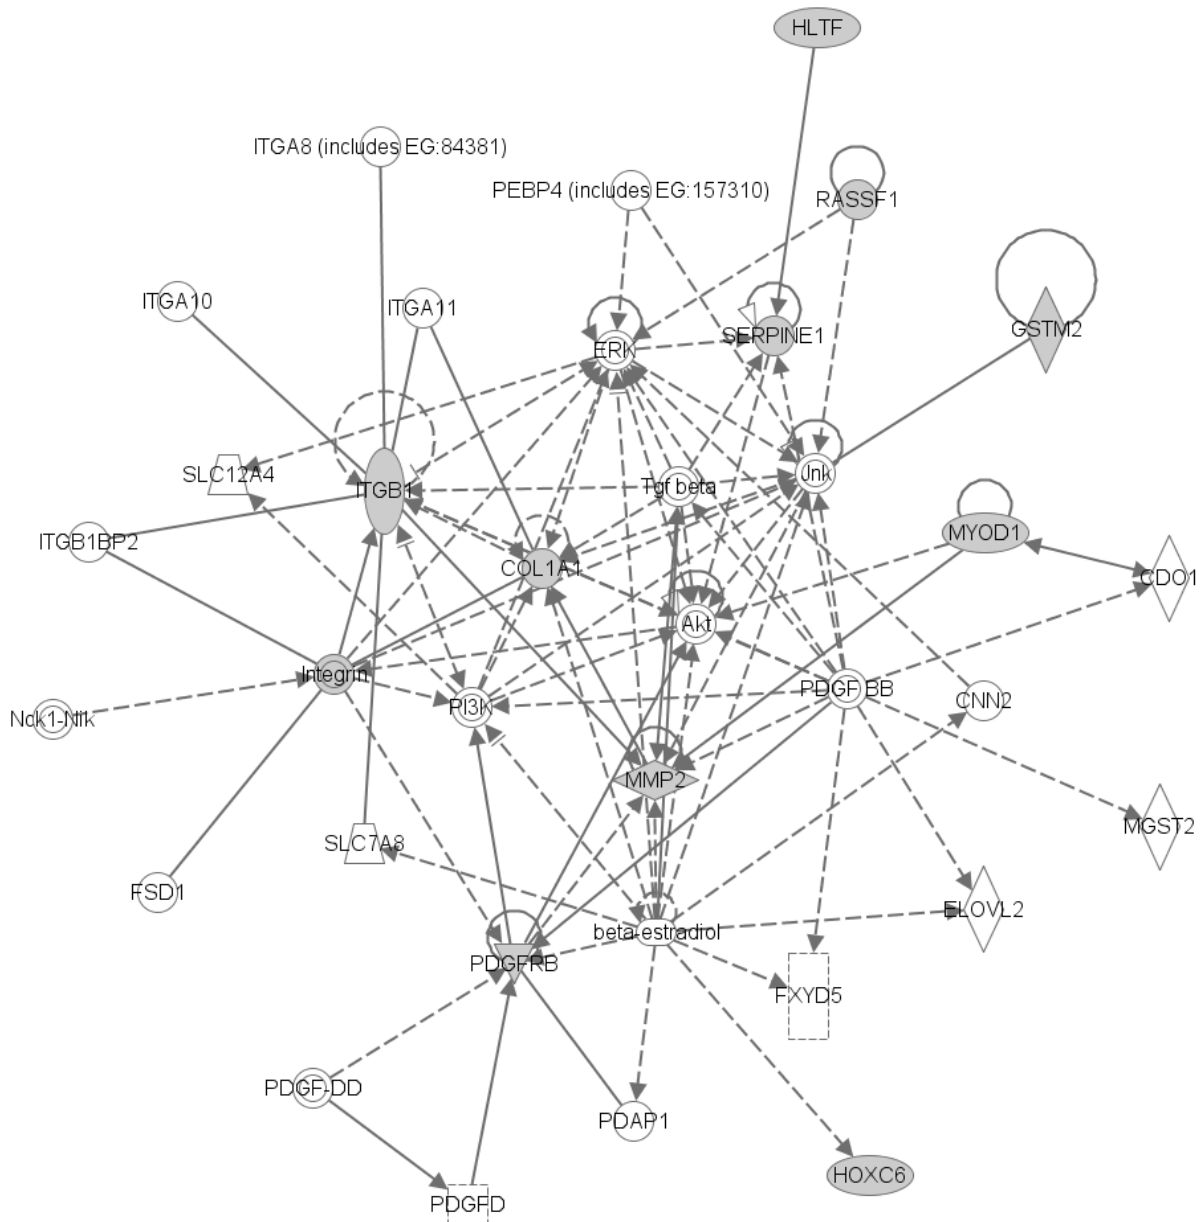 HLTF
ITGA8 (includes EG:84381)
PEBP4 (includes EG:157310)
RASSF1
ITGA10
ITGA11
GSTM2
SERPINE1
ERK
SLC12A4
Jnk
Tgf beta
ITGB1
MYOD1
ITGB1BP2
COL1A1
CDO1
Akt
Integrin
PDGF BB
CNN2
PI3K
Nck1-Nik
MMP2
MGST2
SLC7A8
FSD1
ELOVL2
beta-estradiol
PDGFRB
FXYD5
PDGF-DD
PDAP1
HOXC6
PDGFD